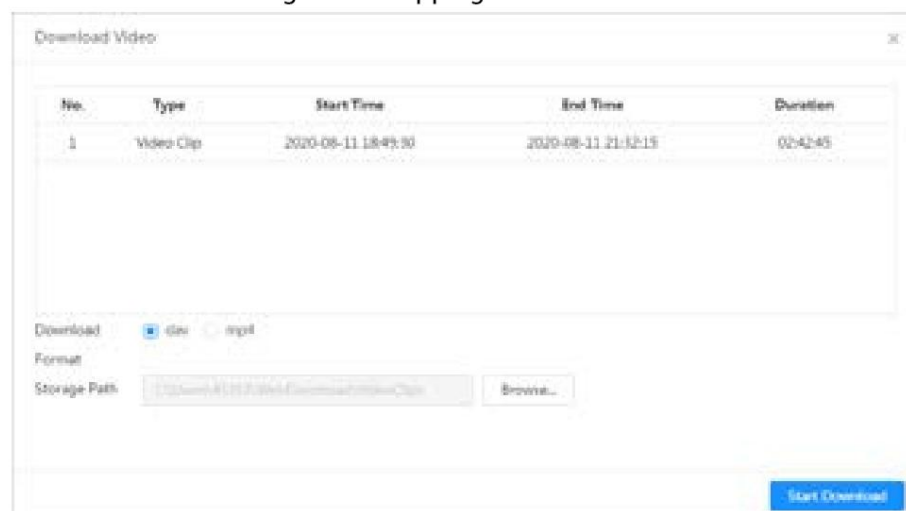 Download Video
No. Type Start Time End Time Duration
1 Video Clip 2020-08-11 18:49:30 2020-08-11 21:32:15 02:42:45
Download dav mp4
Format
Storage Path Browse...
Start Download